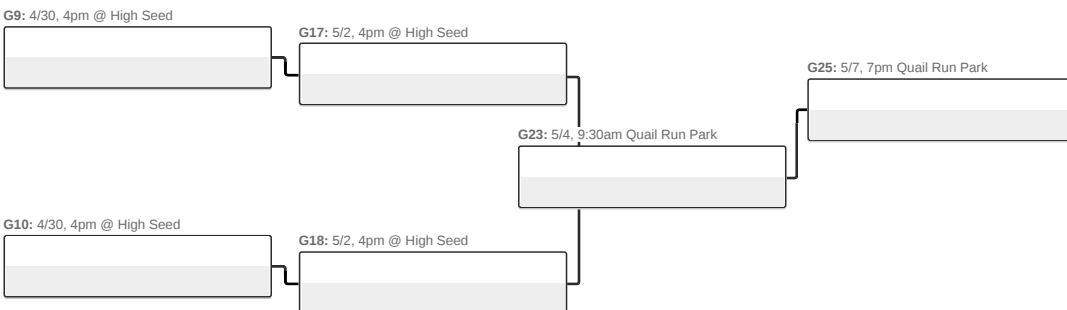 G9: 4/30, 4pm @ High Seed
G17: 5/2, 4pm @ High Seed
G25: 5/7, 7pm Quail Run Park
G23: 5/4, 9:30am Quail Run Park
G10: 4/30, 4pm @ High Seed
G18: 5/2, 4pm @ High Seed